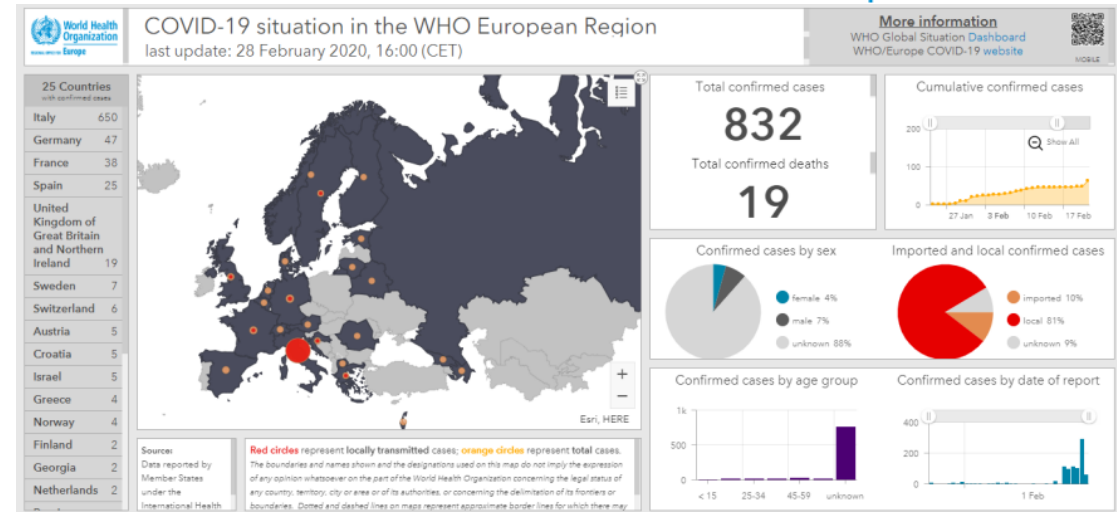 World Health
Organization
REGIONAL OFFICE FOR Europe
COVID-19 situation in the WHO European Region
last update: 28 February 2020, 16:00 (CET)
More information
WHO Global Situation Dashboard
WHO/Europe COVID-19 website
MOBILE
25 Countries
with confirmed cases
Italy 650
Germany 47
France 38
Spain 25
United
Kingdom of
Great Britain
and Northern
Ireland 19
Sweden 7
Switzerland 6
Austria 5
Croatia 5
Israel 5
Greece 4
Norway 4
Finland 2
Georgia 2
Netherlands 2
+
−
Esri, HERE
Source:
Data reported by
Member States
under the
International Health
Red circles represent locally transmitted cases; orange circles represent total cases.
The boundaries and names shown and the designations used on this map do not imply the expression
of any opinion whatsoever on the part of the World Health Organization concerning the legal status of
any country, territory, city or area or of its authorities, or concerning the delimitation of its frontiers or
boundaries. Dotted and dashed lines on maps represent approximate border lines for which there may
Total confirmed cases
832
Total confirmed deaths
19
Cumulative confirmed cases
Show All
200
100
0
27 Jan 3 Feb 10 Feb 17 Feb
Confirmed cases by sex
female 4%
male 7%
unknown 88%
Imported and local confirmed cases
imported 10%
local 81%
unknown 9%
Confirmed cases by age group
1k
500
0
< 15 25-34 45-59 unknown
Confirmed cases by date of report
400
200
0
1 Feb